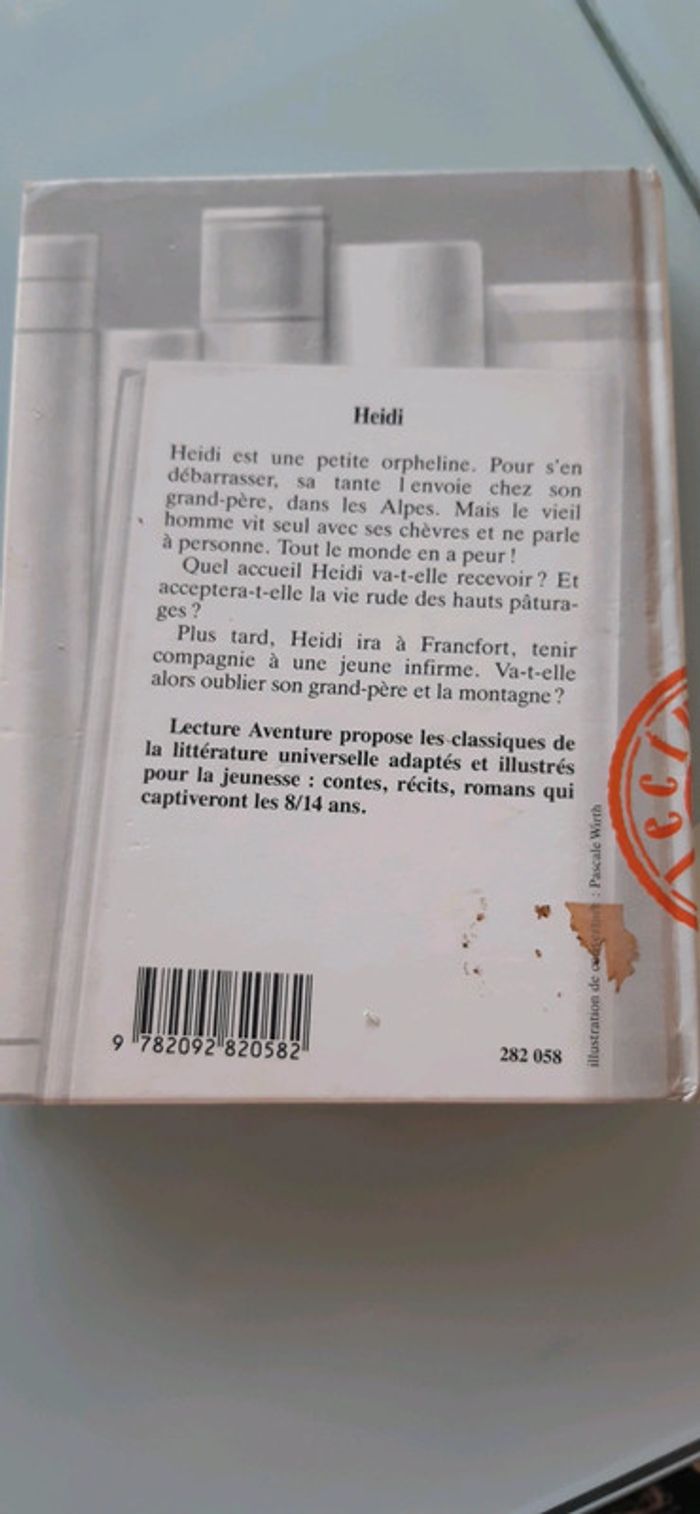 Heidi
Heidi est une petite orpheline. Pour s'en
débarrasser, sa tante l'envoie chez son
grand-père, dans les Alpes. Mais le vieil
homme vit seul avec ses chèvres et ne parle
à personne. Tout le monde en a peur !
Quel accueil Heidi va-t-elle recevoir ? Et
acceptera-t-elle la vie rude des hauts pâtura-
ges ?
Plus tard, Heidi ira à Francfort, tenir
compagnie à une jeune infirme. Va-t-elle
alors oublier son grand-père et la montagne ?
Lecture Aventure propose les classiques de
la littérature universelle adaptés et illustrés
pour la jeunesse : contes, récits, romans qui
captiveront les 8/14 ans.
illustration de couverture : Pascale Wirth
9 782092 820582
282 058